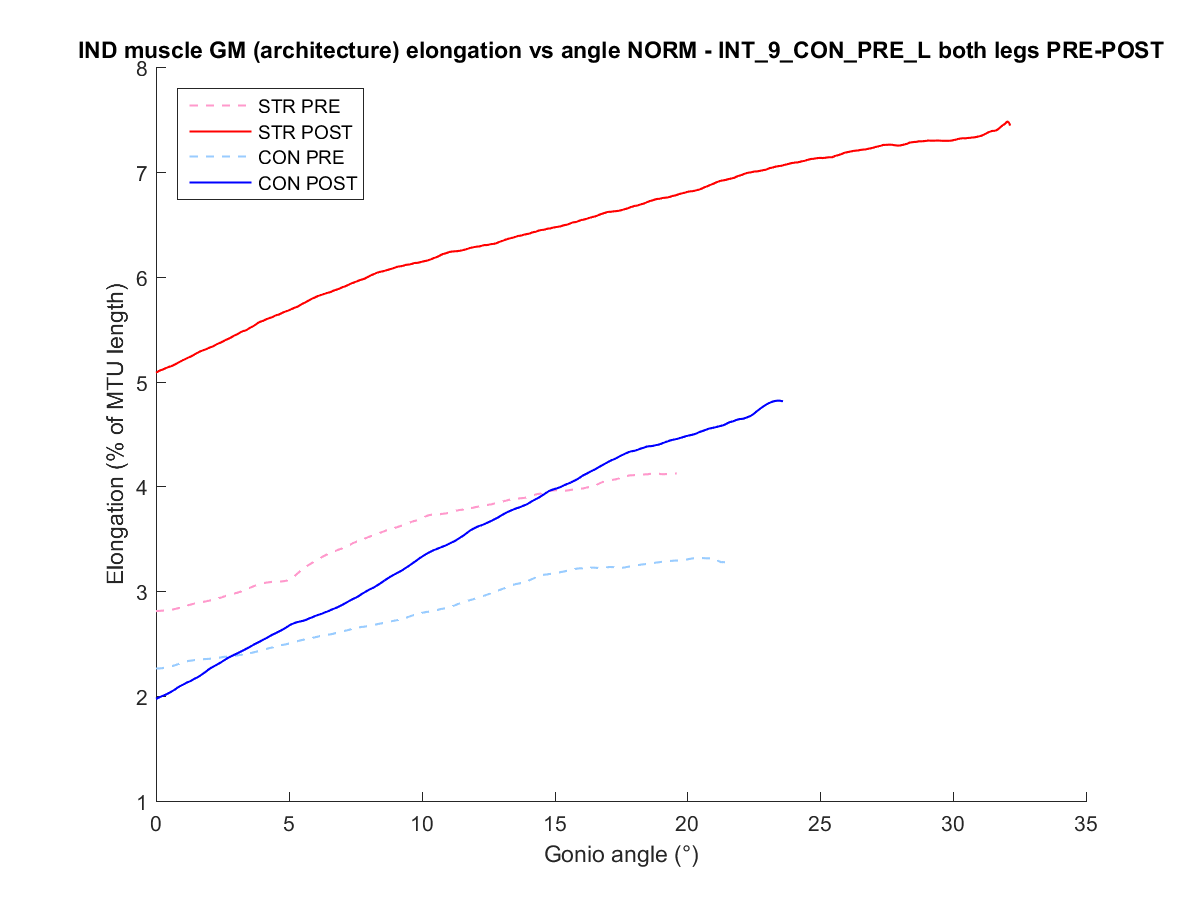 IND muscle GM (architecture) elongation vs angle NORM - INT_9_CON_PRE_L both legs PRE-POST
STR PRE
STR POST
CON PRE
CON POST
Elongation (% of MTU length)
8
7
6
5
4
3
2
1
0 5 10 15 20 25 30 35
Gonio angle (°)